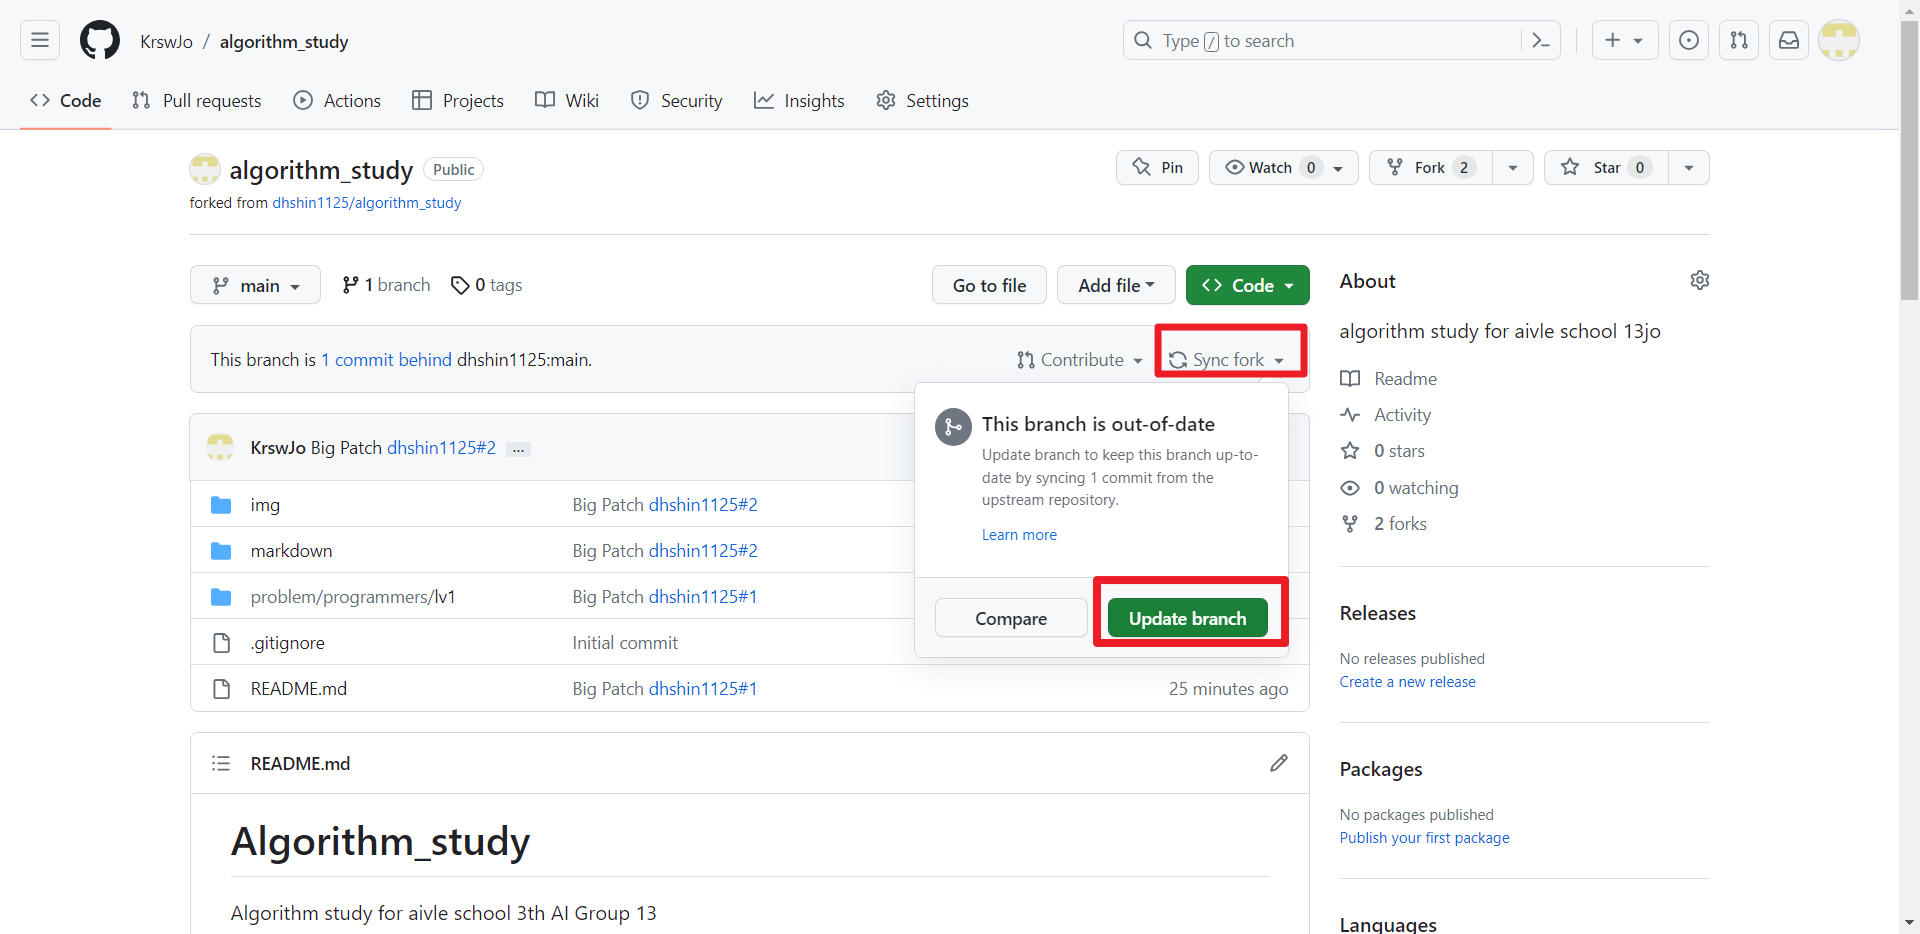 KrswJo / algorithm_study
Type / to search
Code Pull requests Actions Projects Wiki Security Insights Settings
algorithm_study Public
Pin Watch 0 Fork 2 Star 0
forked from dhshin1125/algorithm_study
main 1 branch 0 tags Go to file Add file Code
This branch is 1 commit behind dhshin1125:main. Contribute Sync fork
This branch is out-of-date
Update branch to keep this branch up-to-
date by syncing 1 commit from the
upstream repository.
Learn more
Compare Update branch
KrswJo Big Patch dhshin1125#2 ...
img Big Patch dhshin1125#2
markdown Big Patch dhshin1125#2
problem/programmers/lv1 Big Patch dhshin1125#1
.gitignore Initial commit
README.md Big Patch dhshin1125#1 25 minutes ago
README.md
Algorithm_study
Algorithm study for aivle school 3th AI Group 13
About
algorithm study for aivle school 13jo
Readme
Activity
0 stars
0 watching
2 forks
Releases
No releases published
Create a new release
Packages
No packages published
Publish your first package
Languages